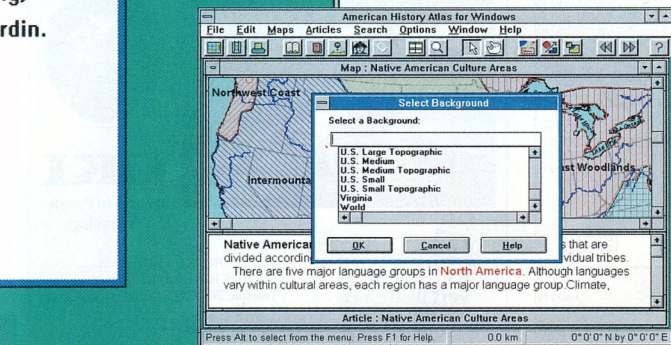 rdin.
American History Atlas for Windows
File Edit Maps Articles Search Options Window Help
Map : Native American Culture Areas
Northwest Coast
Select Background
Select a Background:
U.S. Large Topographic
U.S. Medium
U.S. Medium Topographic
U.S. Small
U.S. Small Topographic
Virginia
World
Intermounta
ast Woodlands
OK Cancel Help
Native America s that are
divided accordin vidual tribes.
There are five major language groups in North America. Although languages
vary within cultural areas, each region has a major language group.Climate,
Article : Native American Culture Areas
Press Alt to select from the menu. Press F1 for Help. 0.0 km 0°0'0" N by 0°0'0" E